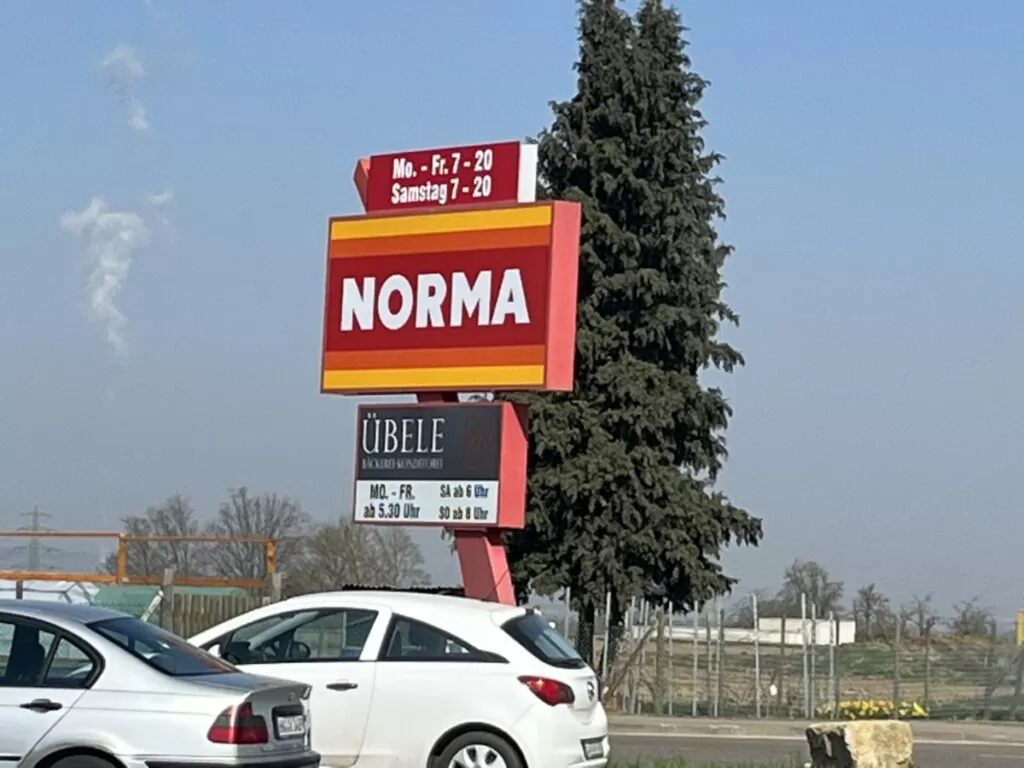 Mo. - Fr. 7 - 20
Samstag 7 - 20
NORMA
ÜBELE
BÄCKEREI-KONDITOREI
MO. - FR. SA ab 6 Uhr
ab 5.30 Uhr SO ab 8 Uhr